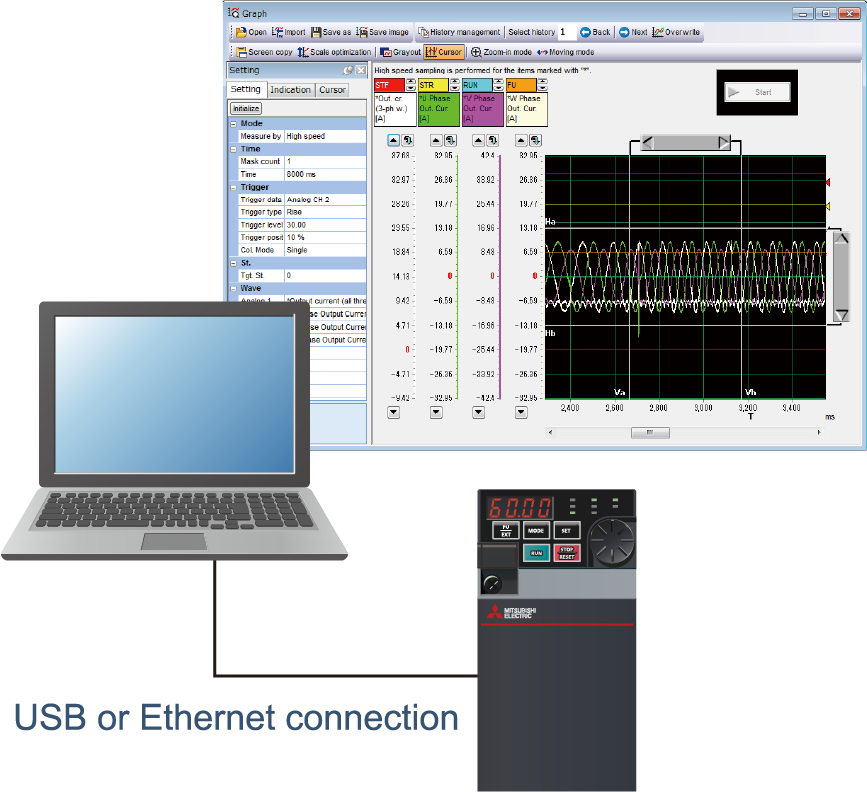 Graph
Open Import Save as Save image History management Select history 1 Back Next Overwrite
Screen copy Scale optimization Grayout Cursor Zoom-in mode Moving mode
Setting
Setting Indication Cursor
Initialize
Mode
Measure by High speed
Time
Mask count 1
Time 8000 ms
Trigger
Trigger data Analog CH 2
Trigger type Rise
Trigger level 30.00
Trigger posit 10 %
Col. Mode Single
St.
Tgt. St. 0
Wave
Analog 1 *Output current (all thre
se Output Curre
se Output Currer
ase Output Currer
High speed sampling is performed for the items marked with "*".
STF STR RUN FU
*Out. cr. (3-ph w.) [A]
*U Phase Out. Cur. [A]
*V Phase Out. Cur. [A]
*W Phase Out. Cur. [A]
Start
37.63 32.95 42.4 32.95
32.97 26.36 33.92 26.36
28.26 19.77 25.44 19.77
23.55 13.18 16.96 13.18
18.84 6.59 8.48 6.59
14.13 0 0 0
9.42 -6.59 -8.48 -6.59
4.71 -13.18 -16.96 -13.18
0 -19.77 -25.44 -19.77
-4.71 -26.36 -33.92 -26.36
-9.42 -32.95 -42.4 -32.95
Ha
Hb
Va Vb
2,400 2,600 2,800 3,000 3,200 3,400
T ms
60.00
PU
EXT
MODE SET
RUN STOP
RESET
MITSUBISHI
ELECTRIC
USB or Ethernet connection